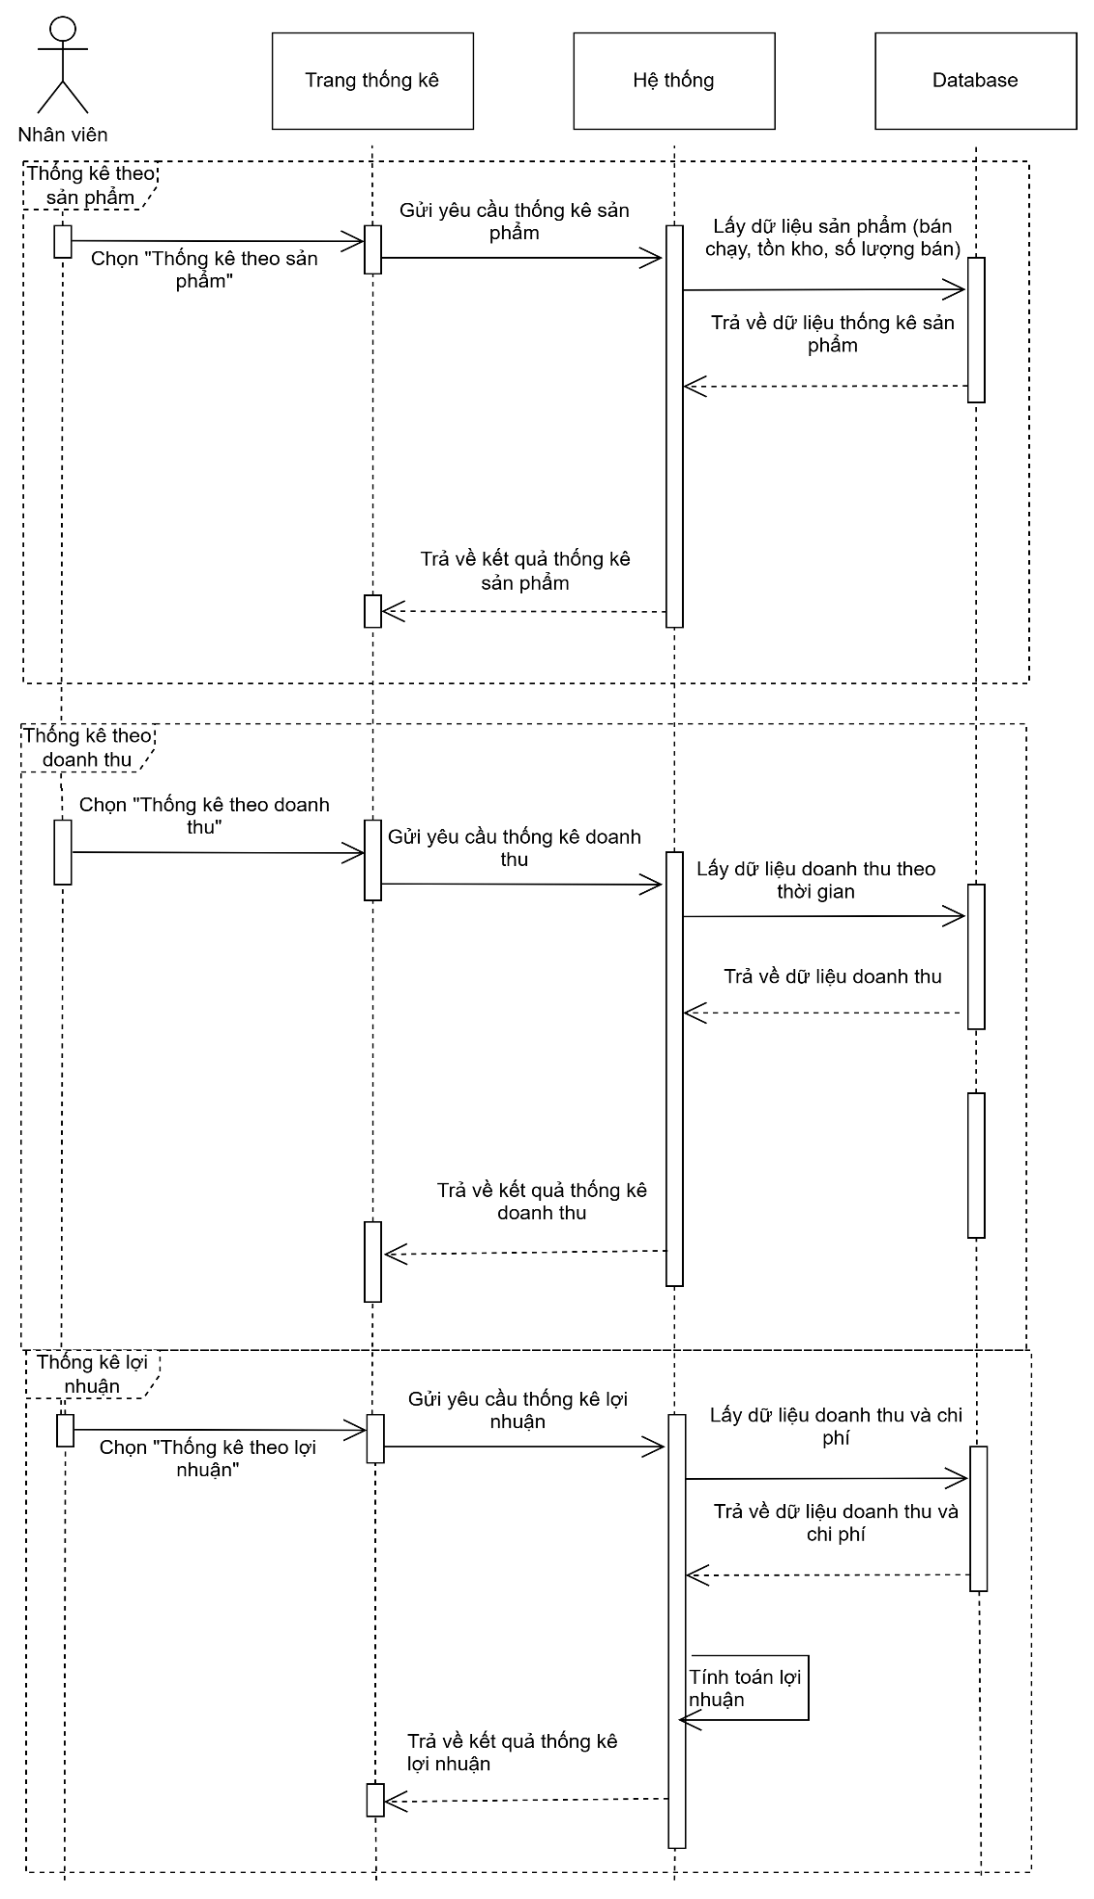 Nhân viên
Trang thống kê
Hệ thống
Database
Thống kê theo
sản phẩm
Chọn "Thống kê theo sản
phẩm"
Gửi yêu cầu thống kê sản
phẩm
Lấy dữ liệu sản phẩm (bán
chạy, tồn kho, số lượng bán)
Trả về dữ liệu thống kê sản
phẩm
Trả về kết quả thống kê
sản phẩm
Thống kê theo
doanh thu
Chọn "Thống kê theo doanh
thu"
Gửi yêu cầu thống kê doanh
thu
Lấy dữ liệu doanh thu theo
thời gian
Trả về dữ liệu doanh thu
Trả về kết quả thống kê
doanh thu
Thống kê lợi
nhuận
Chọn "Thống kê theo lợi
nhuận"
Gửi yêu cầu thống kê lợi
nhuận
Lấy dữ liệu doanh thu và chi
phí
Trả về dữ liệu doanh thu và
chi phí
Tính toán lợi
nhuận
Trả về kết quả thống kê
lợi nhuận